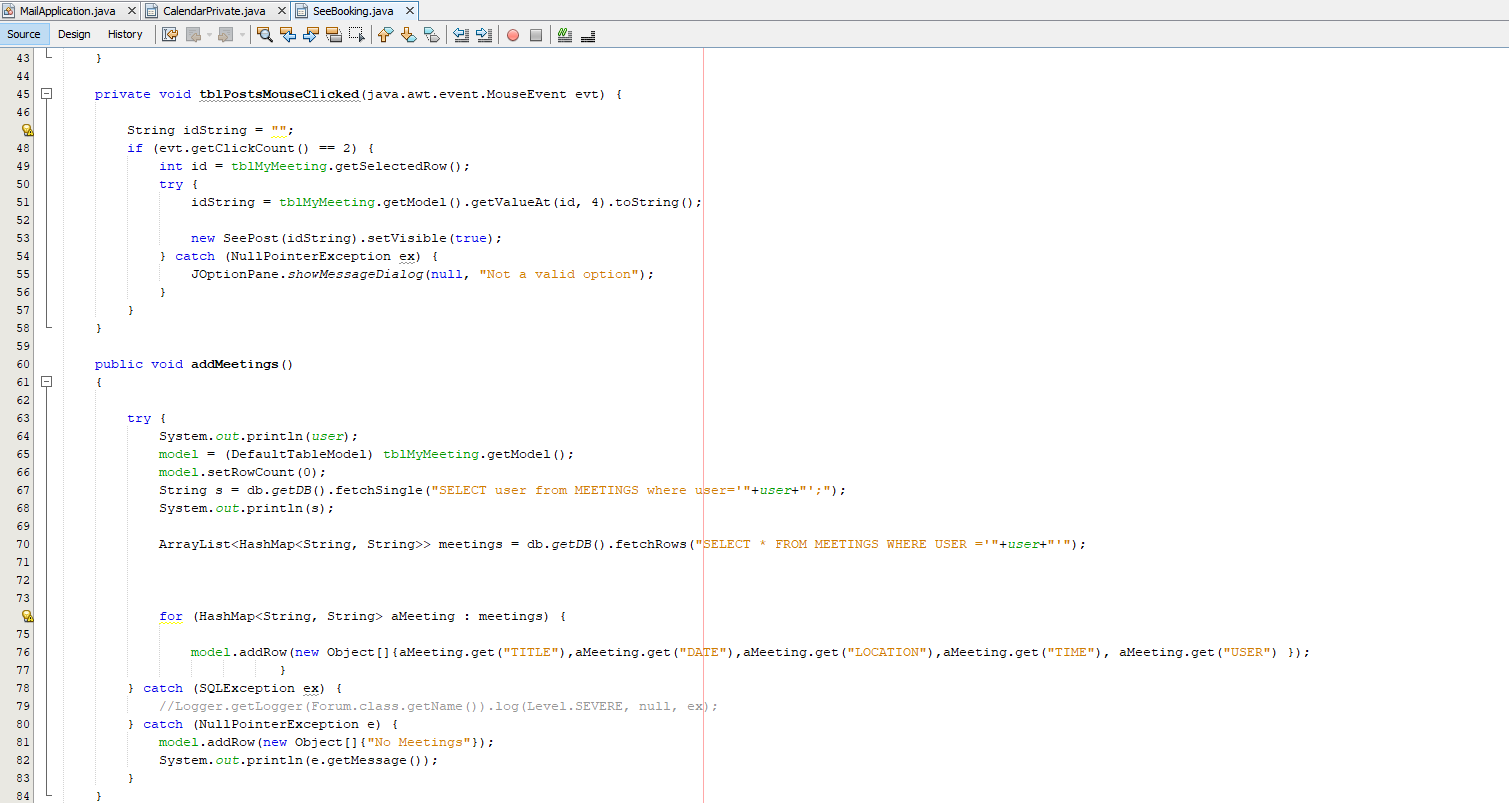 MailApplication.java × CalendarPrivate.java × SeeBooking.java ×
Source Design History
43 }
44
45 private void tblPostsMouseClicked(java.awt.event.MouseEvent evt) {
46
String idString = "";
48 if (evt.getClickCount() == 2) {
49 int id = tblMyMeeting.getSelectedRow();
50 try {
51 idString = tblMyMeeting.getModel().getValueAt(id, 4).toString();
52
53 new SeePost(idString).setVisible(true);
54 } catch (NullPointerException ex) {
55 JOptionPane.showMessageDialog(null, "Not a valid option");
56 }
57 }
58 }
59
60 public void addMeetings()
61 {
62
63 try {
64 System.out.println(user);
65 model = (DefaultTableModel) tblMyMeeting.getModel();
66 model.setRowCount(0);
67 String s = db.getDB().fetchSingle("SELECT user from MEETINGS where user='"+user+"';");
68 System.out.println(s);
69
70 ArrayList<HashMap<String, String>> meetings = db.getDB().fetchRows("SELECT * FROM MEETINGS WHERE USER ='"+user+"'");
71
72
73
for (HashMap<String, String> aMeeting : meetings) {
75
76 model.addRow(new Object[]{aMeeting.get("TITLE"),aMeeting.get("DATE"),aMeeting.get("LOCATION"),aMeeting.get("TIME"), aMeeting.get("USER") });
77 }
78 } catch (SQLException ex) {
79 //Logger.getLogger(Forum.class.getName()).log(Level.SEVERE, null, ex);
80 } catch (NullPointerException e) {
81 model.addRow(new Object[]{"No Meetings"});
82 System.out.println(e.getMessage());
83 }
84 }